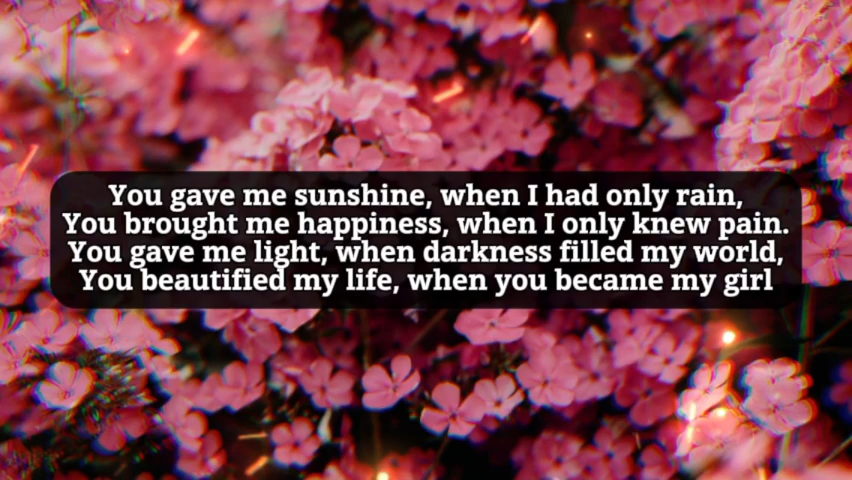 You gave me sunshine, when I had only rain,
You brought me happiness, when I only knew pain.
You gave me light, when darkness filled my world,
You beautified my life, when you became my girl